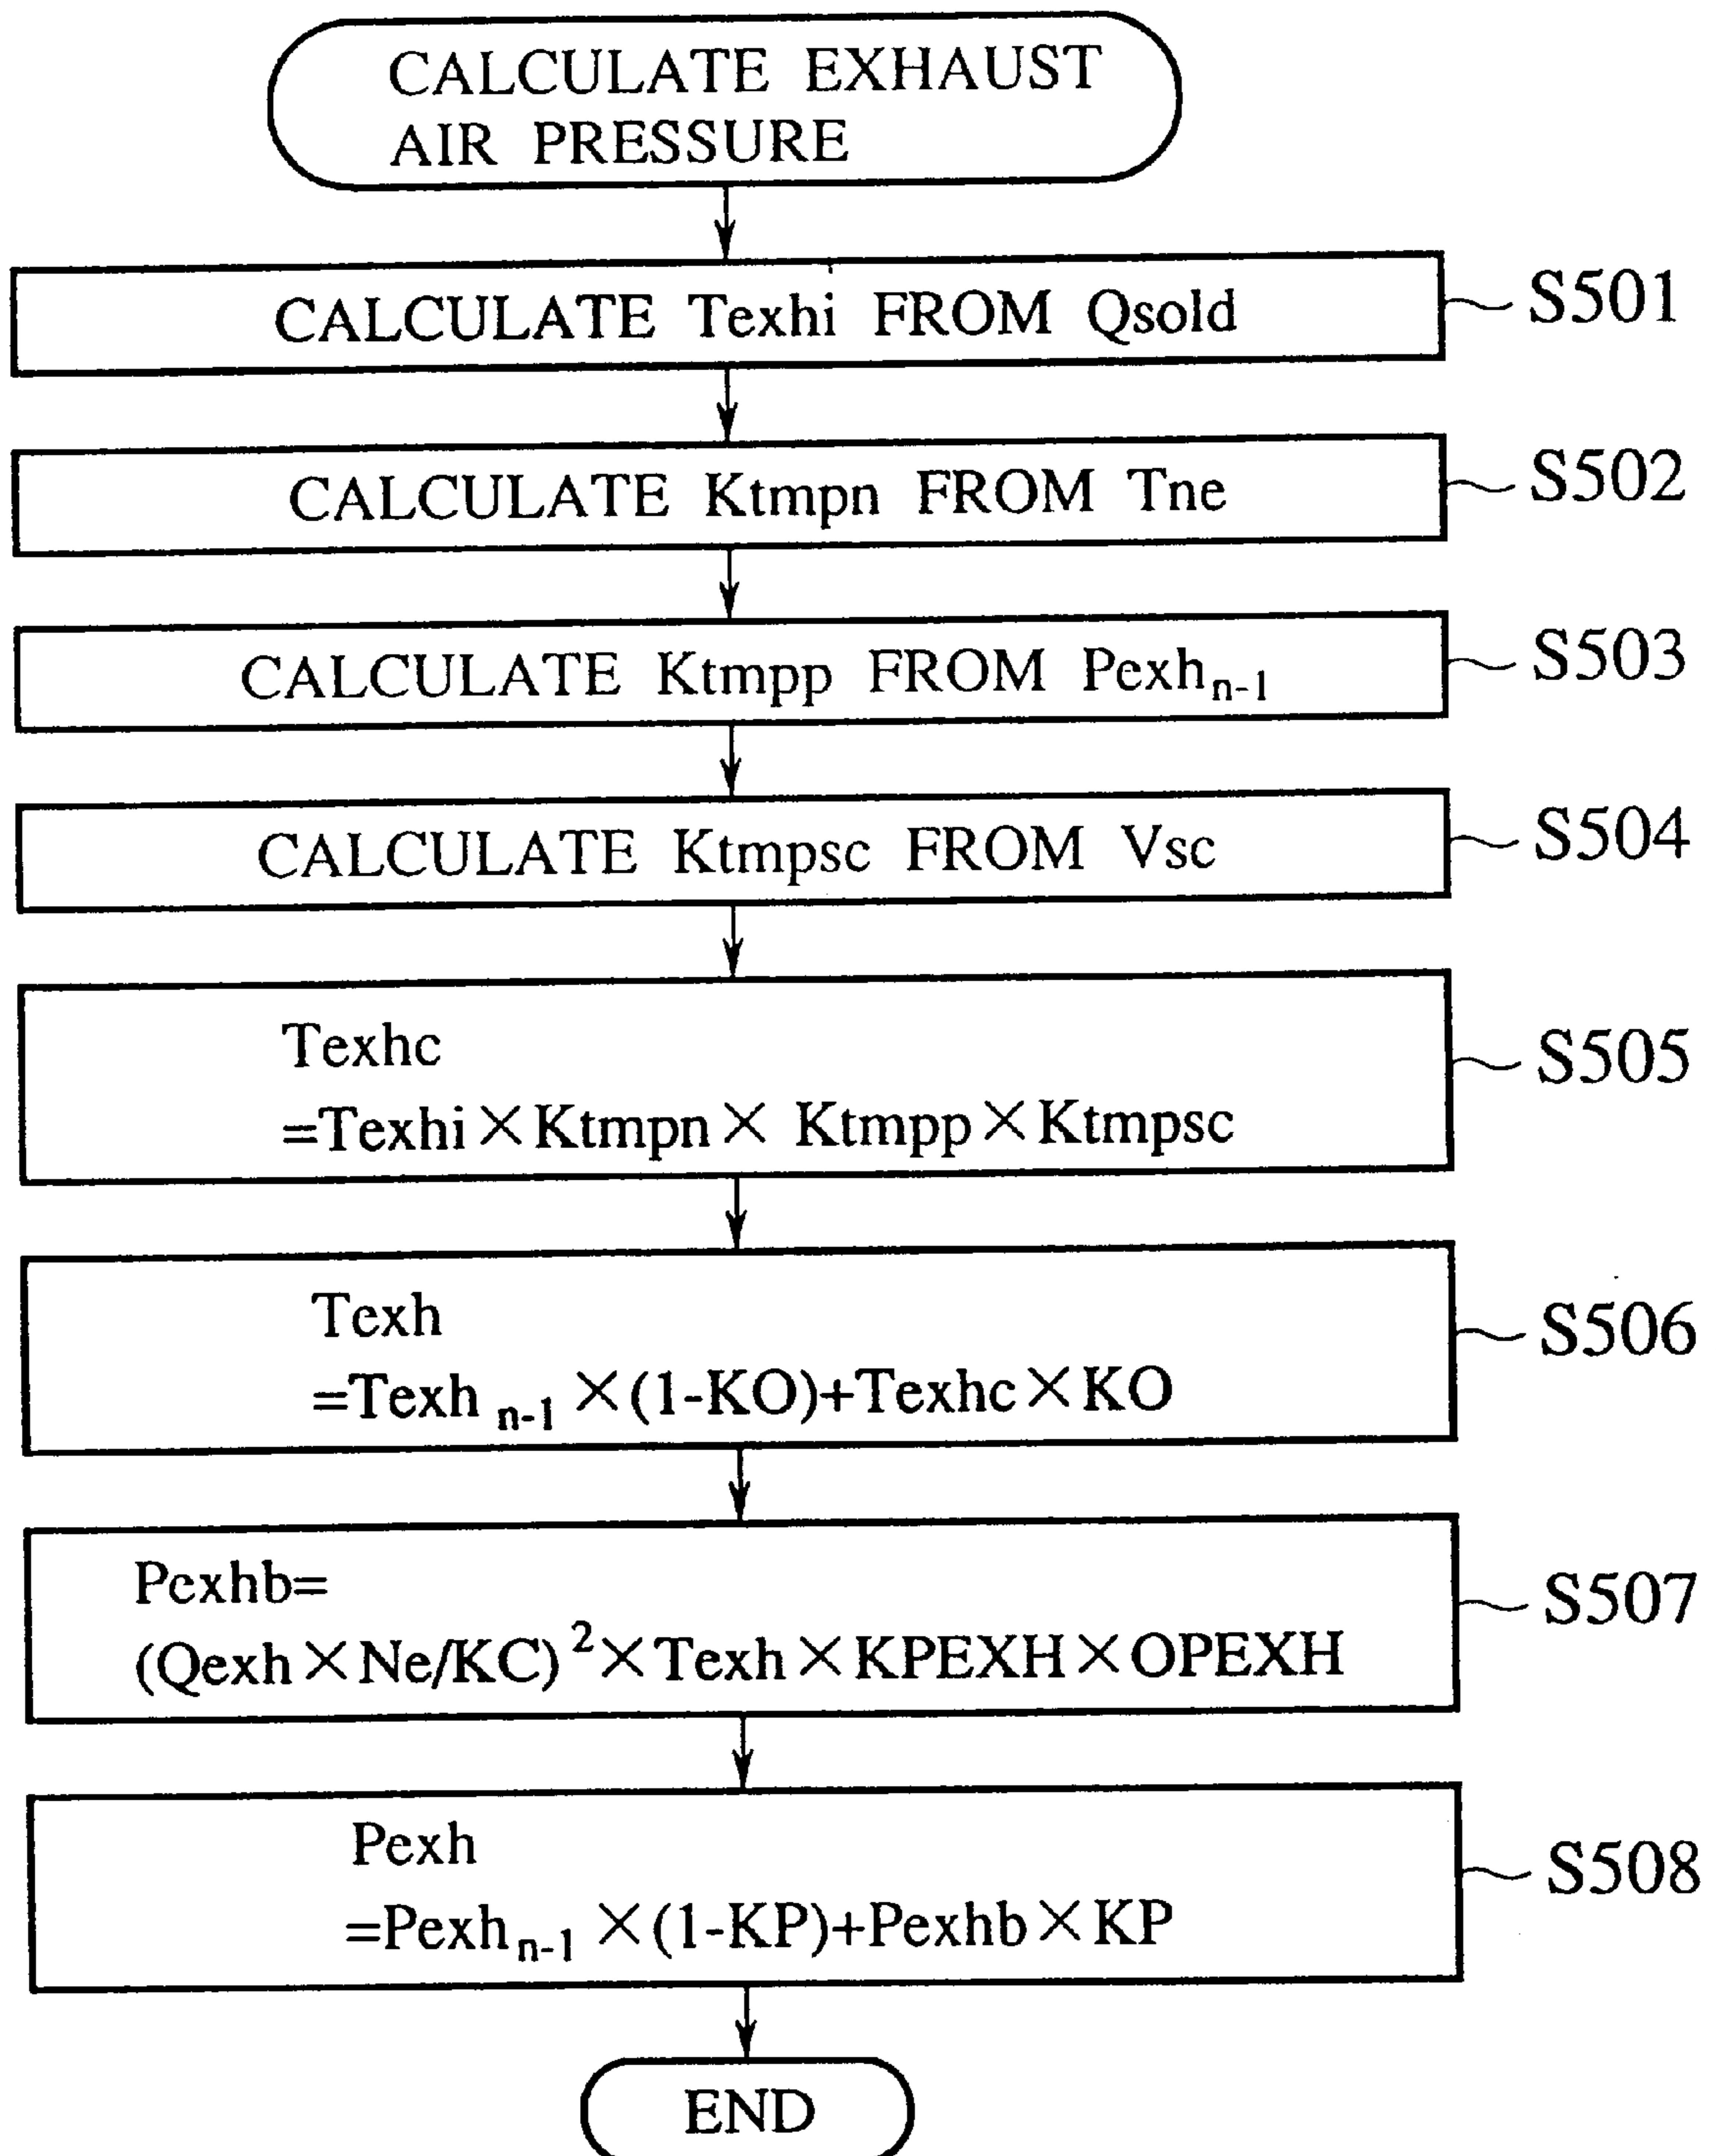 CALCULATE EXHAUST
AIR PRESSURE
CALCULATE Texhi FROM Qsold
S501
CALCULATE Ktmpn FROM Tne
S502
CALCULATE Ktmpp FROM Pexhn-1
S503
CALCULATE Ktmpsc FROM Vsc
S504
Texhc
=Texhi×Ktmpn× Ktmpp×Ktmpsc
S505
Texh
=Texh n-1 ×(1-KO)+Texhc×KO
S506
Pexhb=
(Qexh×Ne/KC)²×Texh×KPEXH×OPEXH
S507
Pexh
=Pexhn-1 ×(1-KP)+Pexhb×KP
S508
END